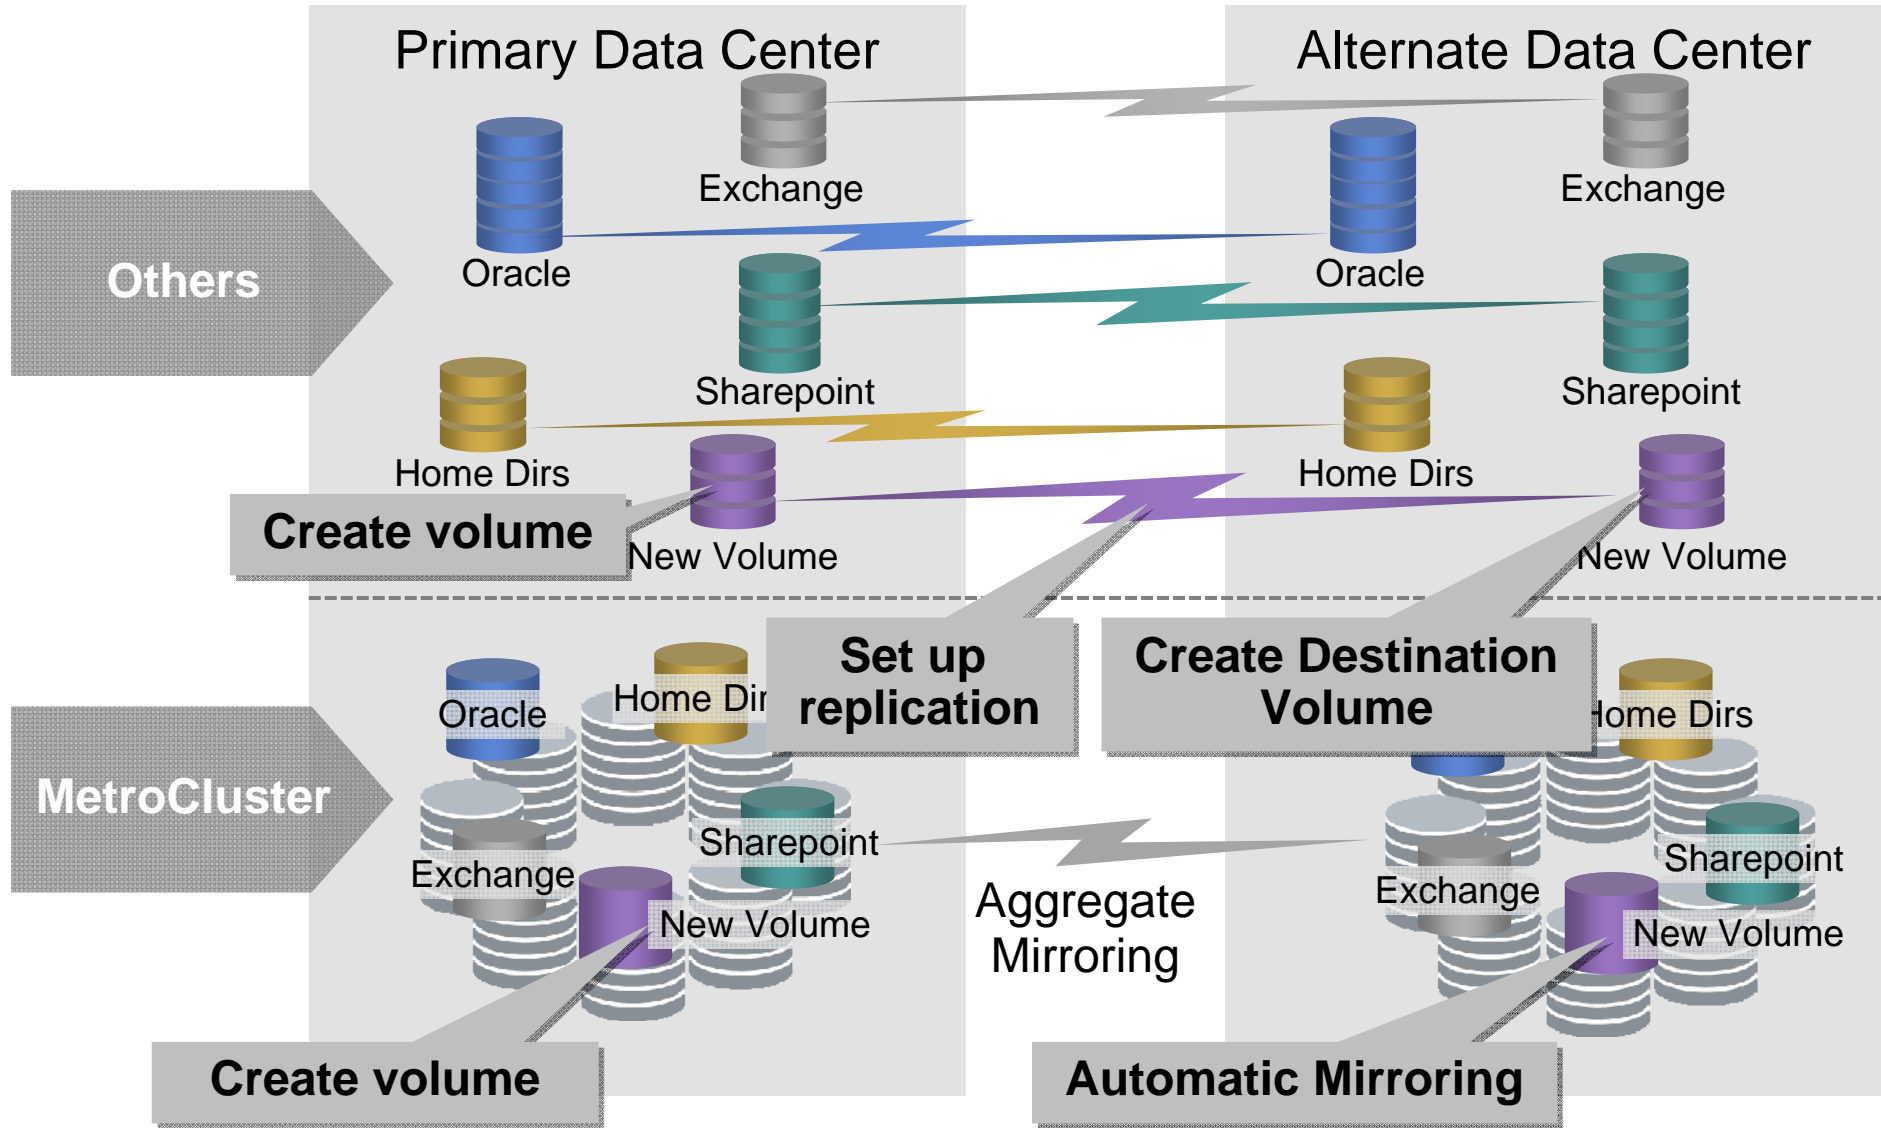 Primary Data Center
Alternate Data Center
Exchange
Exchange
Oracle
Oracle
Others
Sharepoint
Sharepoint
Home Dirs
Home Dirs
Create volume
New Volume
New Volume
Set up
replication
Create Destination
Volume
Oracle
Home Dir
Home Dirs
MetroCluster
Sharepoint
Sharepoint
Exchange
Exchange
New Volume
New Volume
Aggregate
Mirroring
Create volume
Automatic Mirroring